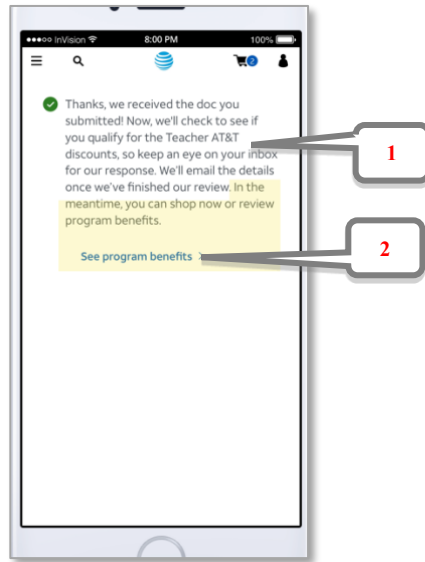 InVision 8:00 PM 100%
2
Thanks, we received the doc you
submitted! Now, we'll check to see if
you qualify for the Teacher AT&T
discounts, so keep an eye on your inbox
for our response. We'll email the details
once we've finished our review. In the
meantime, you can shop now or review
program benefits.
See program benefits >
1
2